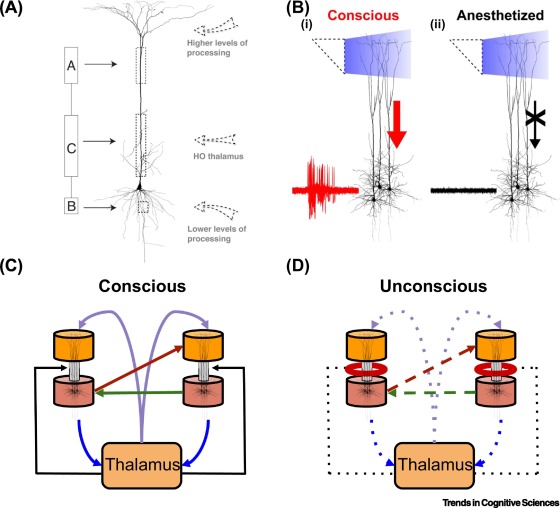 (A)
A
C
B
Higher levels of
processing
HO thalamus
Lower levels of
processing
(B)
Conscious
Anesthetized
(i)
(ii)
X
(C)
Conscious
Thalamus
(D)
Unconscious
Thalamus
Trends in Cognitive Sciences